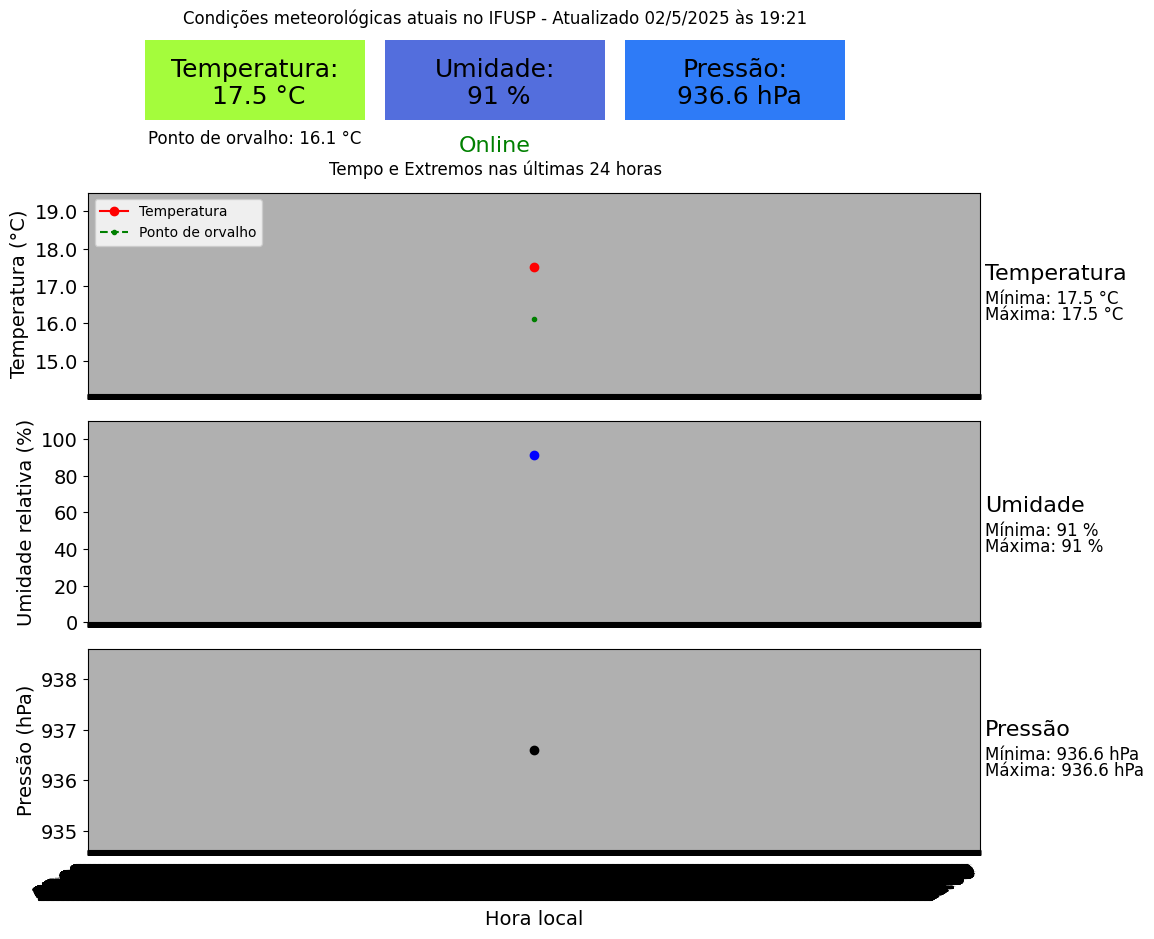 Condições meteorológicas atuais no IFUSP - Atualizado 02/5/2025 às 19:21
Temperatura:
17.5 °C
Umidade:
91 %
Pressão:
936.6 hPa
Ponto de orvalho: 16.1 °C
Online
Tempo e Extremos nas últimas 24 horas
Temperatura (°C)
19.0
18.0
17.0
16.0
15.0
Temperatura
Ponto de orvalho
Temperatura
Mínima: 17.5 °C
Máxima: 17.5 °C
Umidade relativa (%)
100
80
60
40
20
0
Umidade
Mínima: 91 %
Máxima: 91 %
Pressão (hPa)
938
937
936
935
Pressão
Mínima: 936.6 hPa
Máxima: 936.6 hPa
Hora local